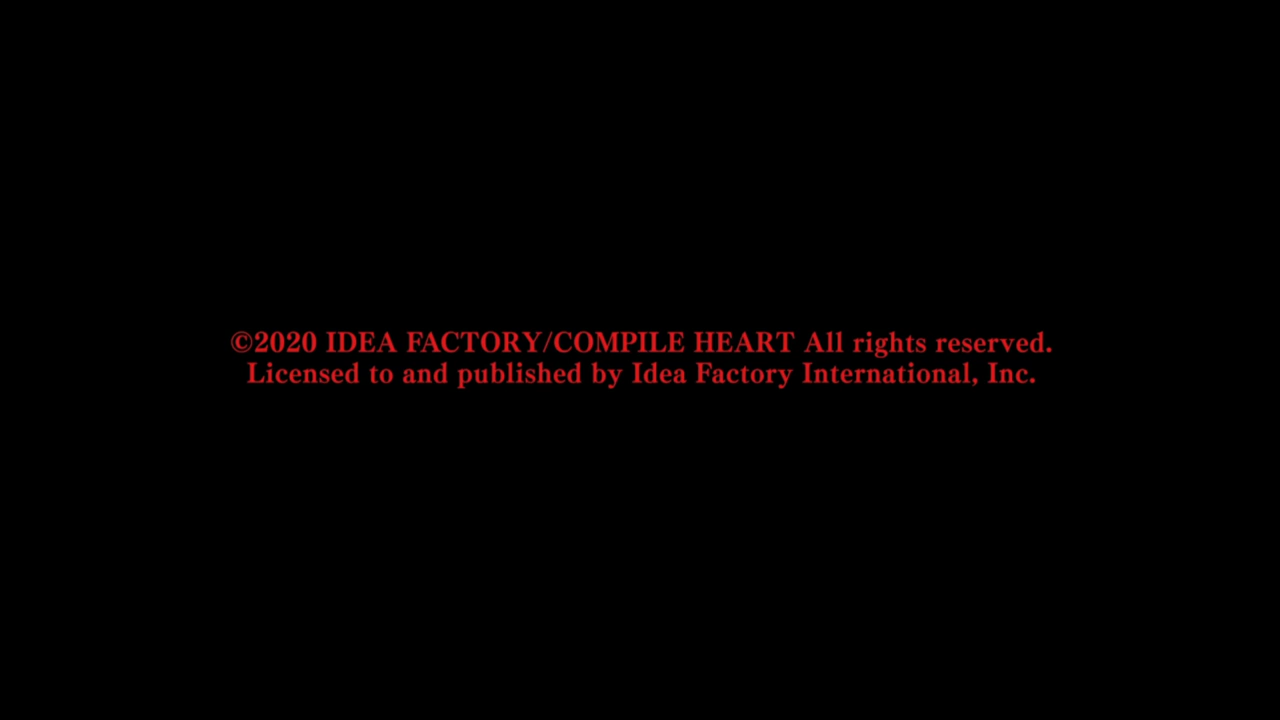 ©2020 IDEA FACTORY/COMPILE HEART All rights reserved.
Licensed to and published by Idea Factory International, Inc.